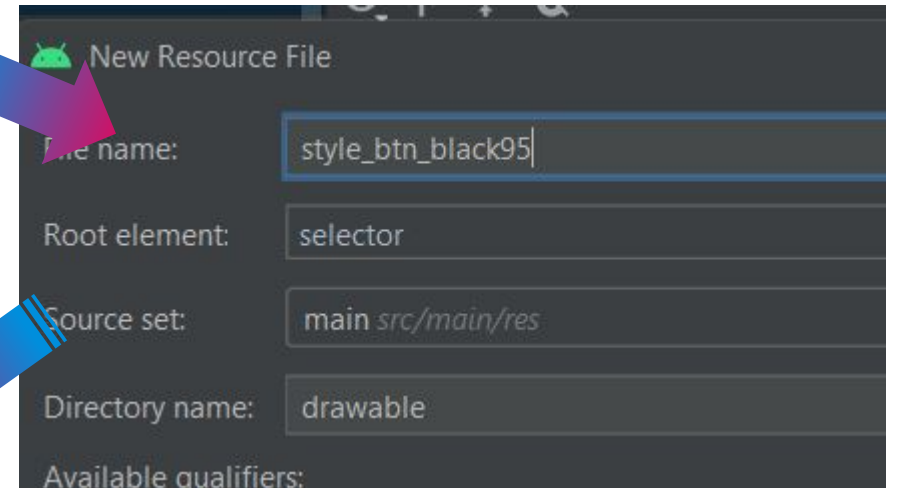 New Resource File
File name:
style_btn_black95
Root element:
selector
Source set:
main src/main/res
Directory name:
drawable
Available qualifiers: